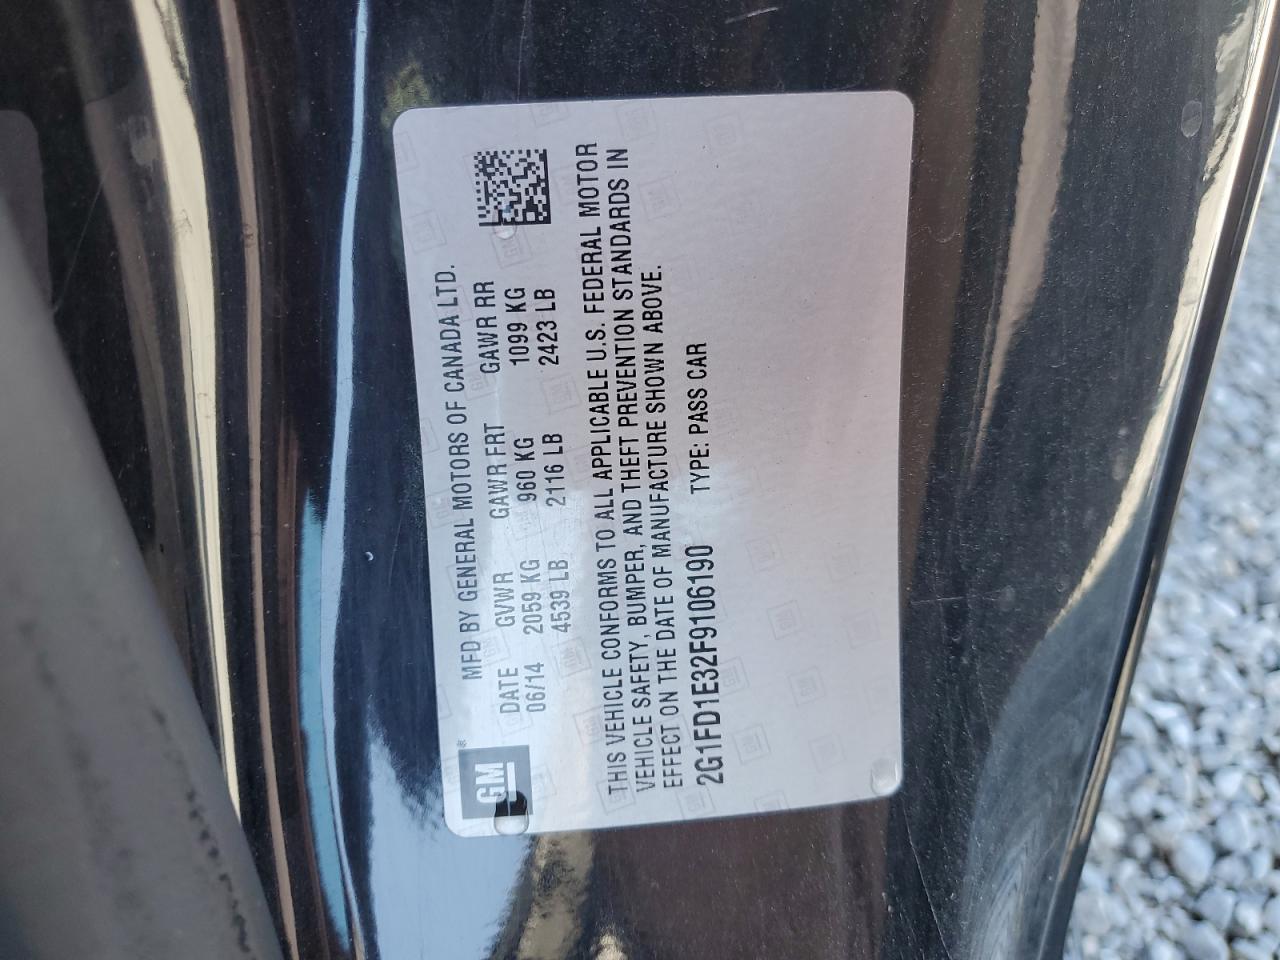 GM®
MFD BY GENERAL MOTORS OF CANADA LTD.
DATE GVWR GAWR FRT GAWR RR
06/14 2059 KG 960 KG 1099 KG
4539 LB 2116 LB 2423 LB
THIS VEHICLE CONFORMS TO ALL APPLICABLE U.S. FEDERAL MOTOR
VEHICLE SAFETY, BUMPER, AND THEFT PREVENTION STANDARDS IN
EFFECT ON THE DATE OF MANUFACTURE SHOWN ABOVE.
2G1FD1E32F9106190 TYPE: PASS CAR